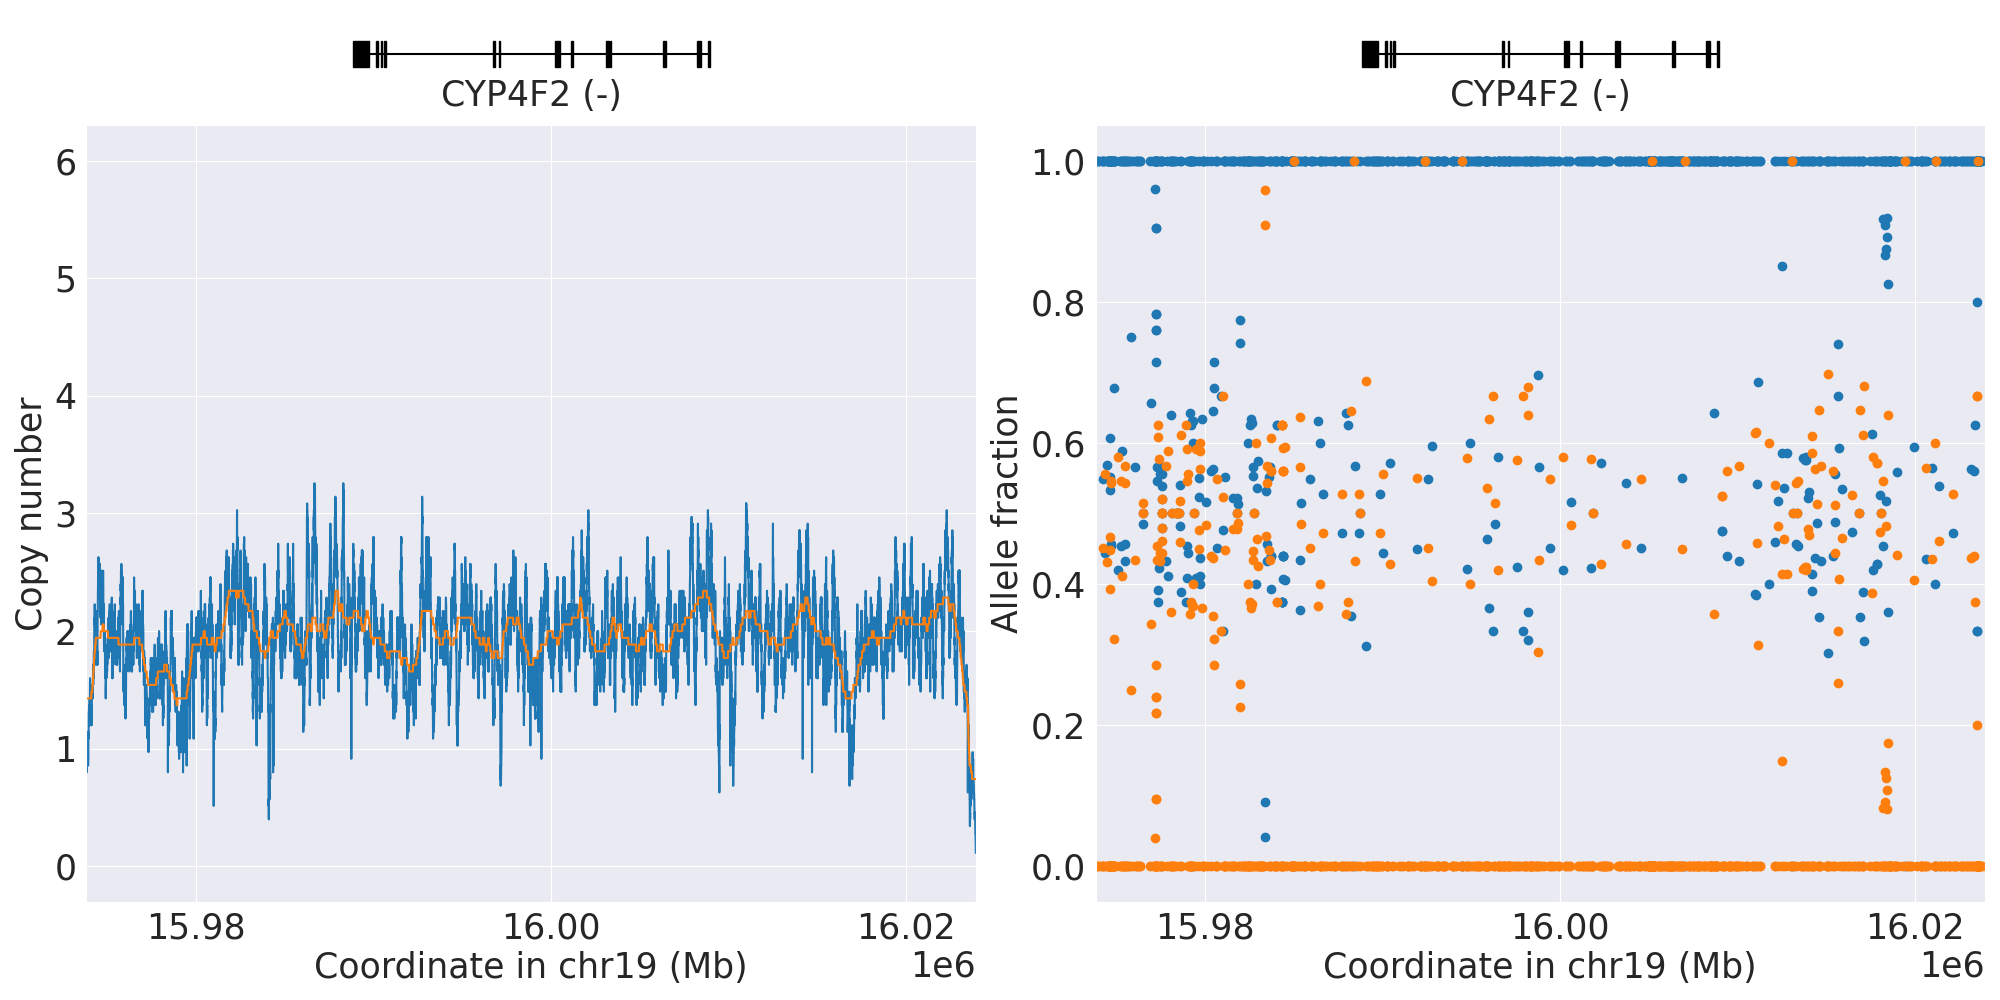 CYP4F2 (-)
Copy number
6
5
4
3
2
1
0
15.98
16.00
16.02
Coordinate in chr19 (Mb)
1e6
CYP4F2 (-)
Allele fraction
1.0
0.8
0.6
0.4
0.2
0.0
15.98
16.00
16.02
Coordinate in chr19 (Mb)
1e6